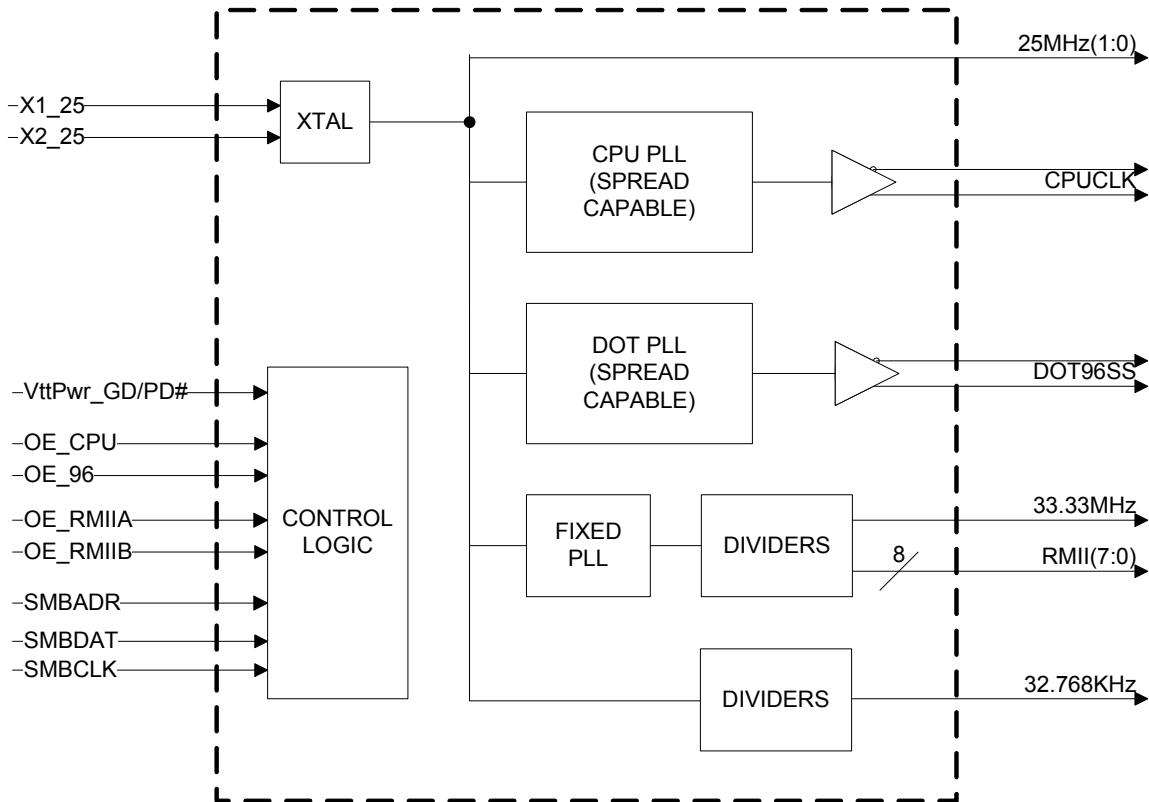 25MHz(1:0)
X1_25
X2_25
XTAL
CPU PLL
(SPREAD
CAPABLE)
CPUCLK
DOT PLL
(SPREAD
CAPABLE)
DOT96SS
VttPwr_GD/PD#
OE_CPU
OE_96
OE_RMIIA
OE_RMIIB
SMBADR
SMBDAT
SMBCLK
CONTROL
LOGIC
FIXED
PLL
DIVIDERS
33.33MHz
8
RMII(7:0)
DIVIDERS
32.768KHz